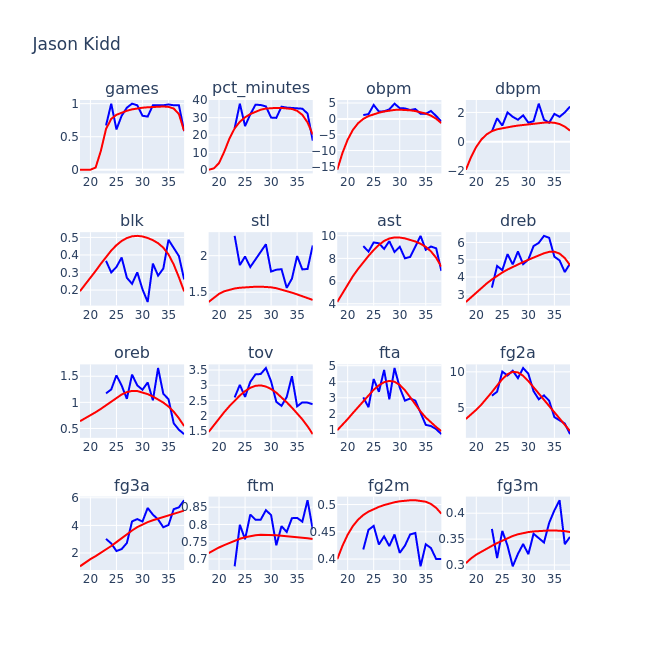 Jason Kidd
games pct_minutes obpm dbpm
1 0.5 0 20 25 30 35
40 30 20 10 0 20 25 30 35
5 0 −5 −10 −15 20 25 30 35
2 0 −2 20 25 30 35
blk stl ast dreb
0.5 0.4 0.3 0.2 20 25 30 35
2 1.5 20 25 30 35
10 8 6 4 20 25 30 35
6 5 4 3 20 25 30 35
oreb tov fta fg2a
1.5 1 0.5 20 25 30 35
3.5 3 2.5 2 1.5 20 25 30 35
5 4 3 2 1 20 25 30 35
10 5 20 25 30 35
fg3a ftm fg2m fg3m
6 4 2 20 25 30 35
0.85 0.8 0.75 0.7 20 25 30 35
0.5 0.45 0.4 20 25 30 35
0.4 0.35 0.3 20 25 30 35